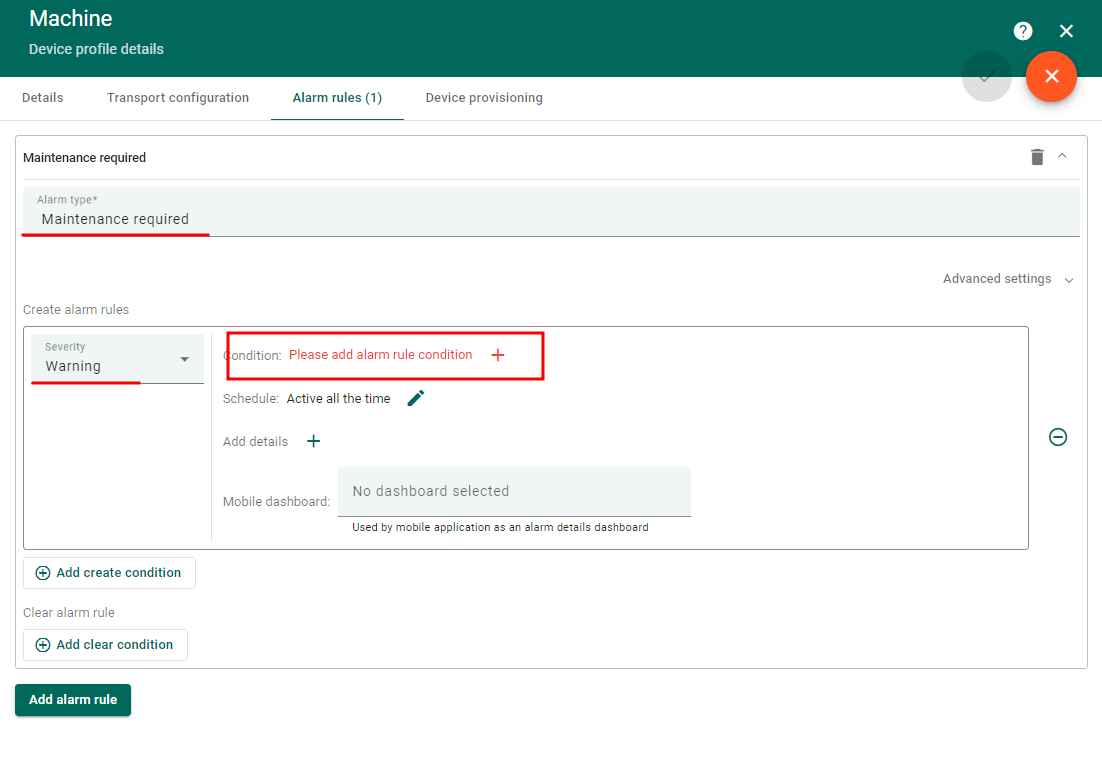 Machine
Device profile details
?
Details Transport configuration Alarm rules (1) Device provisioning
Maintenance required
Alarm type*
Maintenance required
Advanced settings
Create alarm rules
Severity
Warning
Condition: Please add alarm rule condition
Schedule: Active all the time
Add details
Mobile dashboard: No dashboard selected
Used by mobile application as an alarm details dashboard
Add create condition
Clear alarm rule
Add clear condition
Add alarm rule